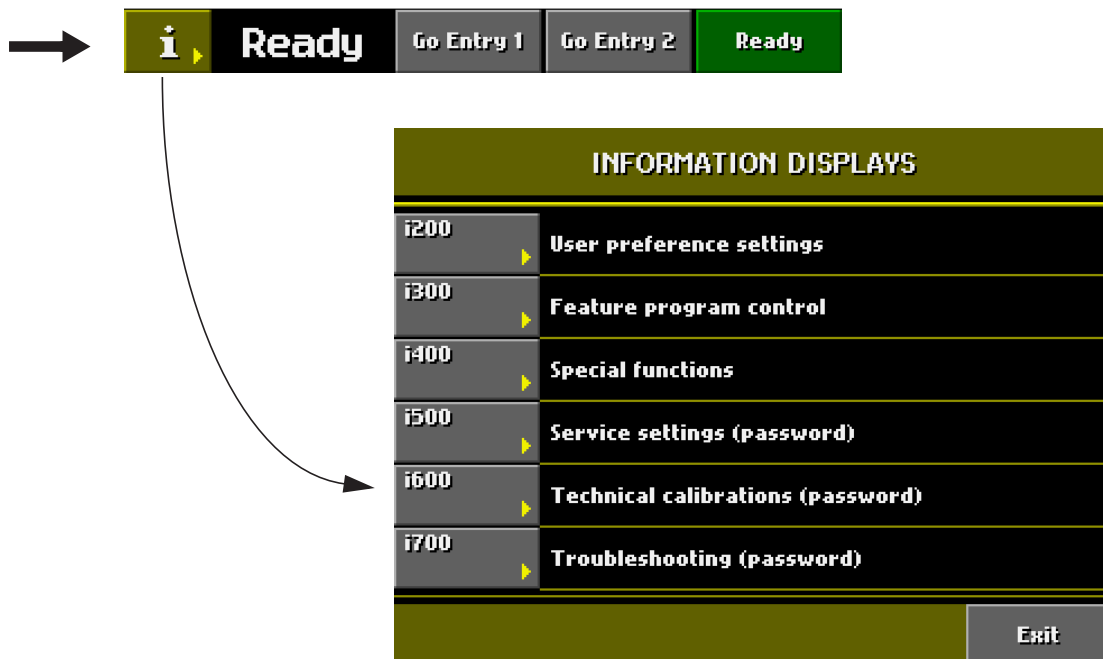 i Ready Go Entry 1 Go Entry 2 Ready
INFORMATION DISPLAYS
i200 User preference settings
i300 Feature program control
i400 Special functions
i500 Service settings (password)
i600 Technical calibrations (password)
i700 Troubleshooting (password)
Exit